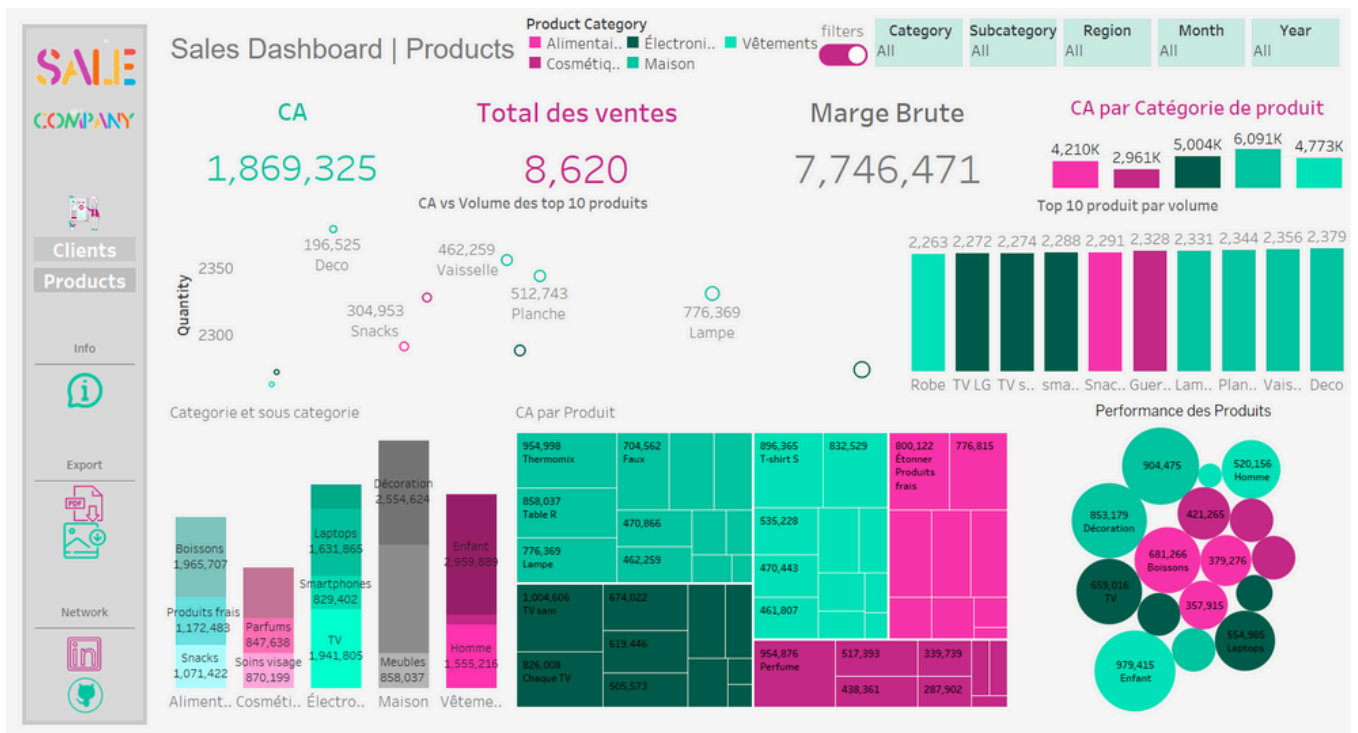 SALE
COMPANY
Clients
Products
Info
Export
PDF
Network
in
Sales Dashboard | Products
Product Category
Alimentai.. Électroni.. Vêtements
Cosmétiq.. Maison
filters
Category Subcategory Region Month Year
All All All All All
CA
1,869,325
Total des ventes
8,620
Marge Brute
7,746,471
CA par Catégorie de produit
4,210K 2,961K 5,004K 6,091K 4,773K
CA vs Volume des top 10 produits
Quantity
2350
2300
196,525
Deco
462,259
Vaisselle
304,953
Snacks
512,743
Planche
776,369
Lampe
Top 10 produit par volume
2,263 2,272 2,274 2,288 2,291 2,328 2,331 2,344 2,356 2,379
Robe TV LG TV s.. sma.. Snac.. Guer.. Lam.. Plan.. Vais.. Deco
Categorie et sous categorie
Boissons
1,965,707
Produits frais
1,172,483
Snacks
1,071,422
Parfums
847,638
Soins visage
870,199
Laptops
1,631,865
Smartphones
829,402
TV
1,941,805
Décoration
2,554,624
Meubles
858,037
Enfant
2,959,889
Homme
1,555,216
Aliment.. Cosméti.. Électro.. Maison Vêteme..
CA par Produit
954,998
Thermomix
858,037
Table R
776,369
Lampe
704,562
Faux
470,866
462,259
1,004,606
TV sam
826,008
Chaque TV
674,022
619,446
505,573
896,365
T-shirt S
832,529
535,228
470,443
461,807
800,122
Étonner
Produits
frais
776,815
954,876
Perfume
517,393
438,361
339,739
287,902
Performance des Produits
904,475
520,156
Homme
853,179
Décoration
421,265
681,266
Boissons
379,276
659,016
TV
357,915
554,985
Laptops
979,415
Enfant